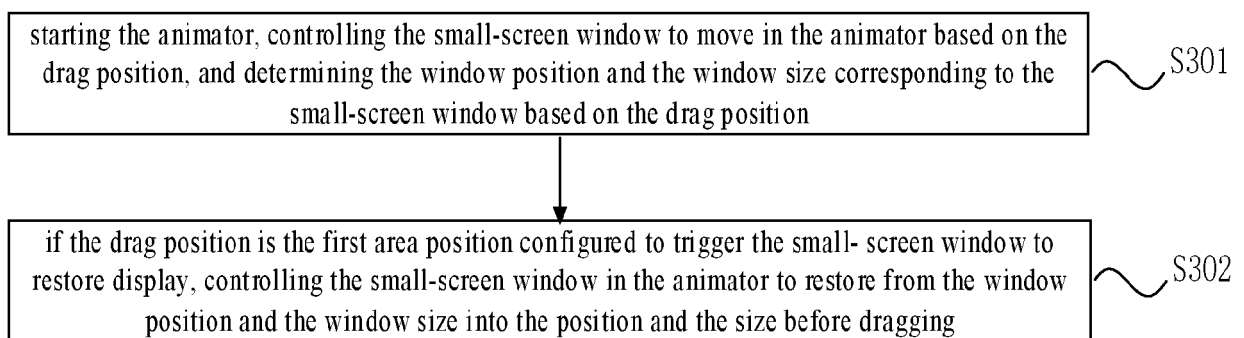 starting the animator, controlling the small-screen window to move in the animator based on the
drag position, and determining the window position and the window size corresponding to the
small-screen window based on the drag position
S301
if the drag position is the first area position configured to trigger the small- screen window to
restore display, controlling the small-screen window in the animator to restore from the window
position and the window size into the position and the size before dragging
S302